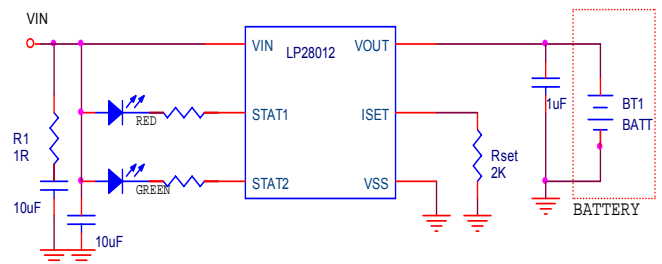 VIN
VIN
LP28012
VOUT
STAT1
ISET
STAT2
VSS
RED
GREEN
R1
1R
10uF
10uF
Rset
2K
1uF
BT1
BATT
BATTERY